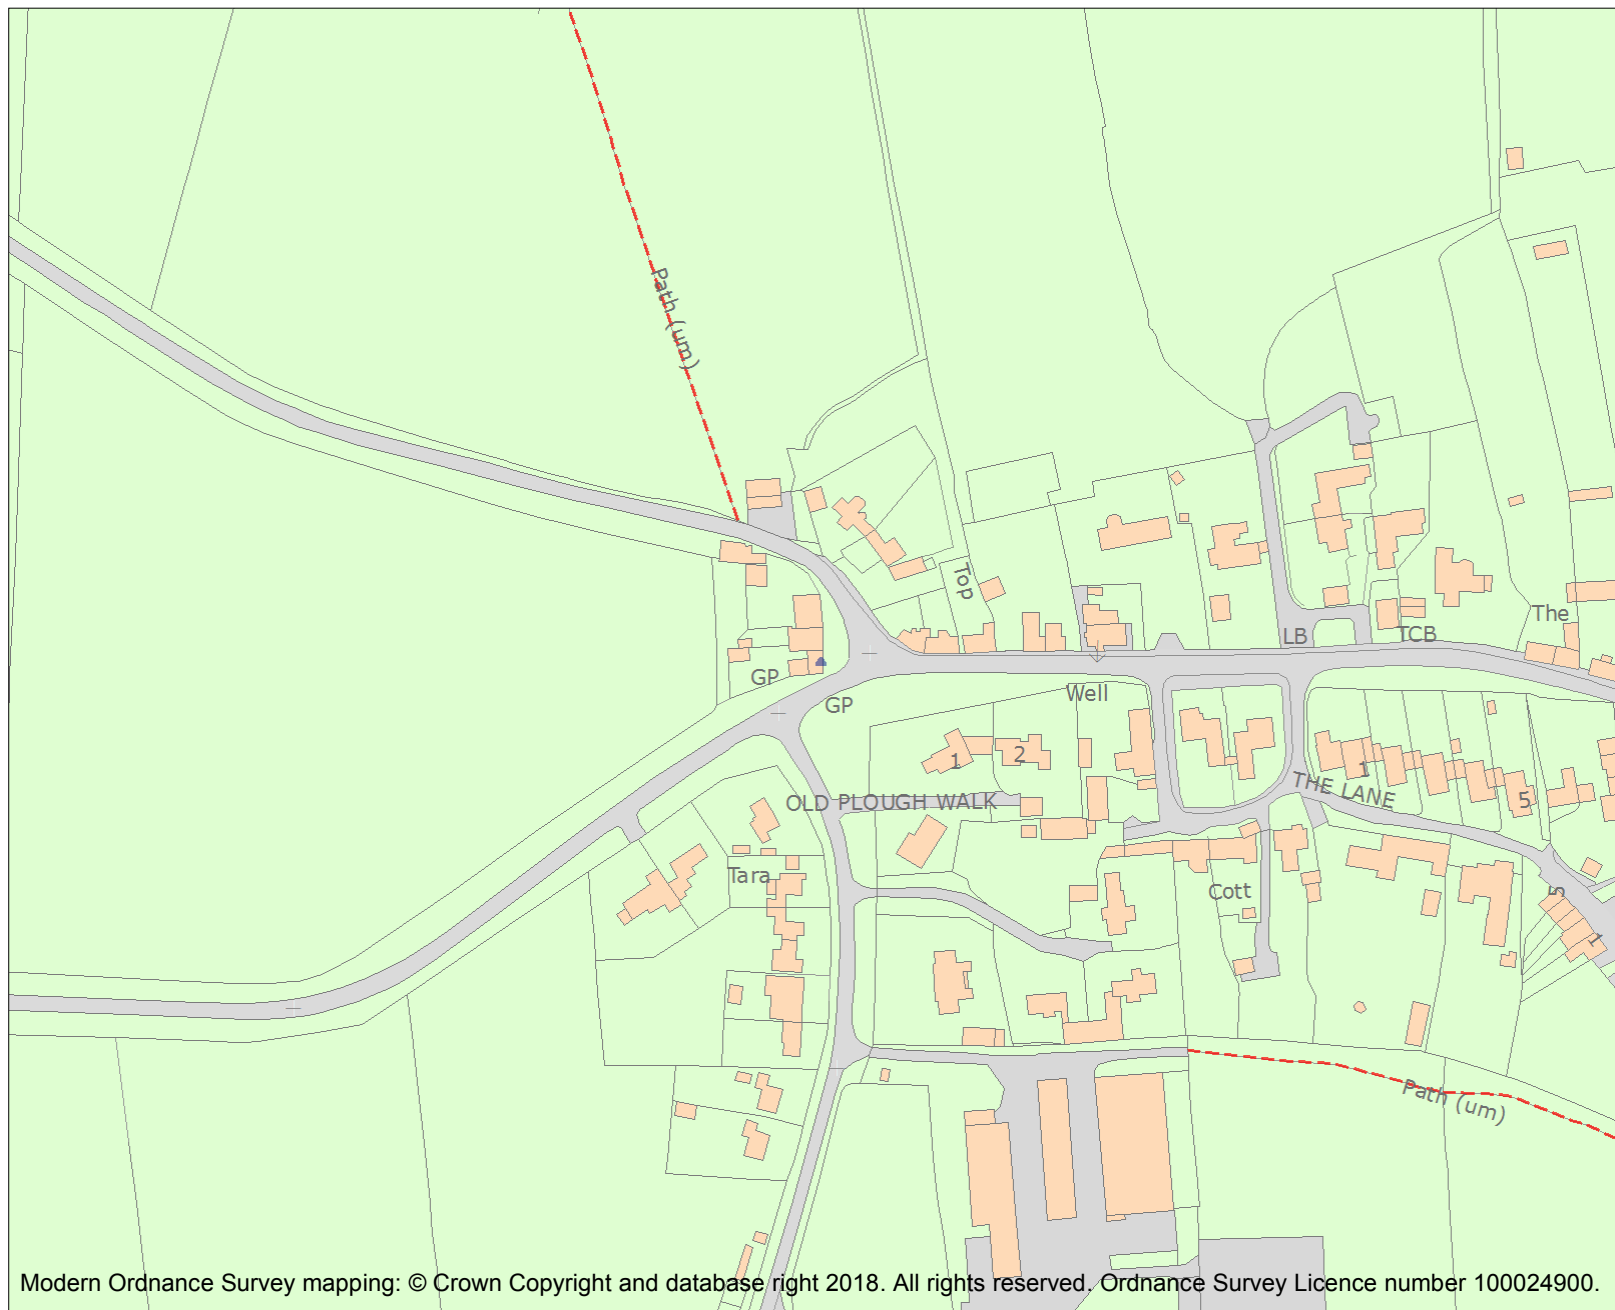 Path (um)
Top
The
LB
TCB
GP
Well
GP
1
2
1
THE LANE
5
OLD PLOUGH WALK
Tara
Cott
5
1
Path (um)
Modern Ordnance Survey mapping: © Crown Copyright and database right 2018. All rights reserved. Ordnance Survey Licence number 100024900.